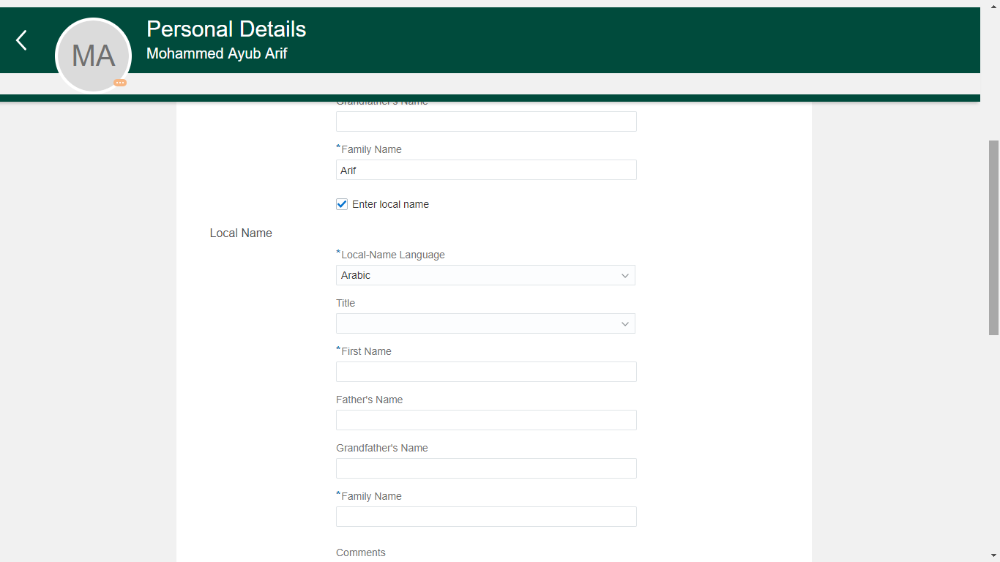 Personal Details
Mohammed Ayub Arif
MA
Grandfather's Name
*Family Name
Arif
Enter local name
Local Name
*Local-Name Language
Arabic
Title
*First Name
Father's Name
Grandfather's Name
*Family Name
Comments